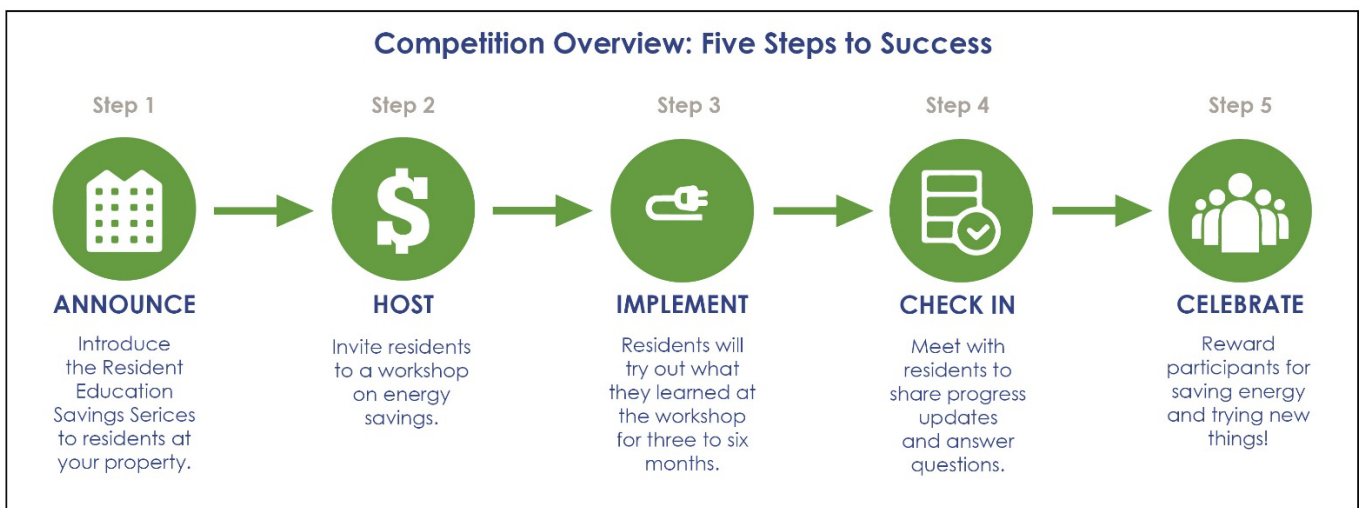 Competition Overview: Five Steps to Success
Step 1
ANNOUNCE
Introduce
the Resident
Education
Savings Serices
to residents at
your property.
Step 2
HOST
Invite residents
to a workshop
on energy
savings.
Step 3
IMPLEMENT
Residents will
try out what
they learned at
the workshop
for three to six
months.
Step 4
CHECK IN
Meet with
residents to
share progress
updates
and answer
questions.
Step 5
CELEBRATE
Reward
participants for
saving energy
and trying new
things!